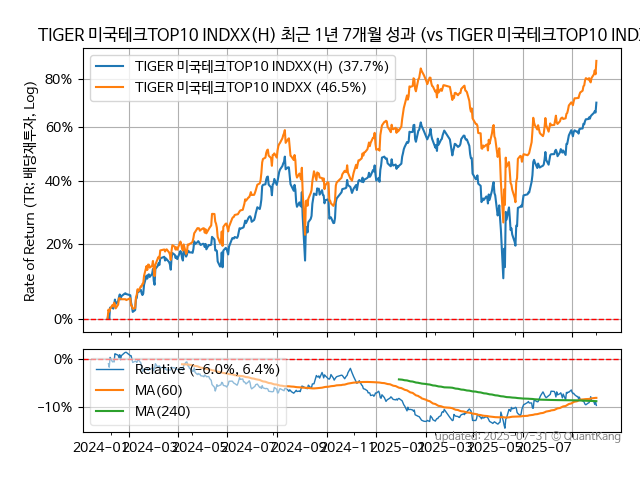 TIGER 미국테크TOP10 INDXX(H) 최근 1년 7개월 성과 (vs TIGER 미국테크TOP10 INDX
TIGER 미국테크TOP10 INDXX(H) (37.7%)
TIGER 미국테크TOP10 INDXX (46.5%)
Rate of Return (TR: 배당재투자, Log)
80%
60%
40%
20%
0%
Relative (−6.0%, 6.4%)
MA(60)
MA(240)
0%
−10%
updated: 2025-07-31 © QuantKang
2024−01 2024−03 2024−05 2024−07 2024−09 2024−11 2025−01 2025−03 2025−05 2025−07